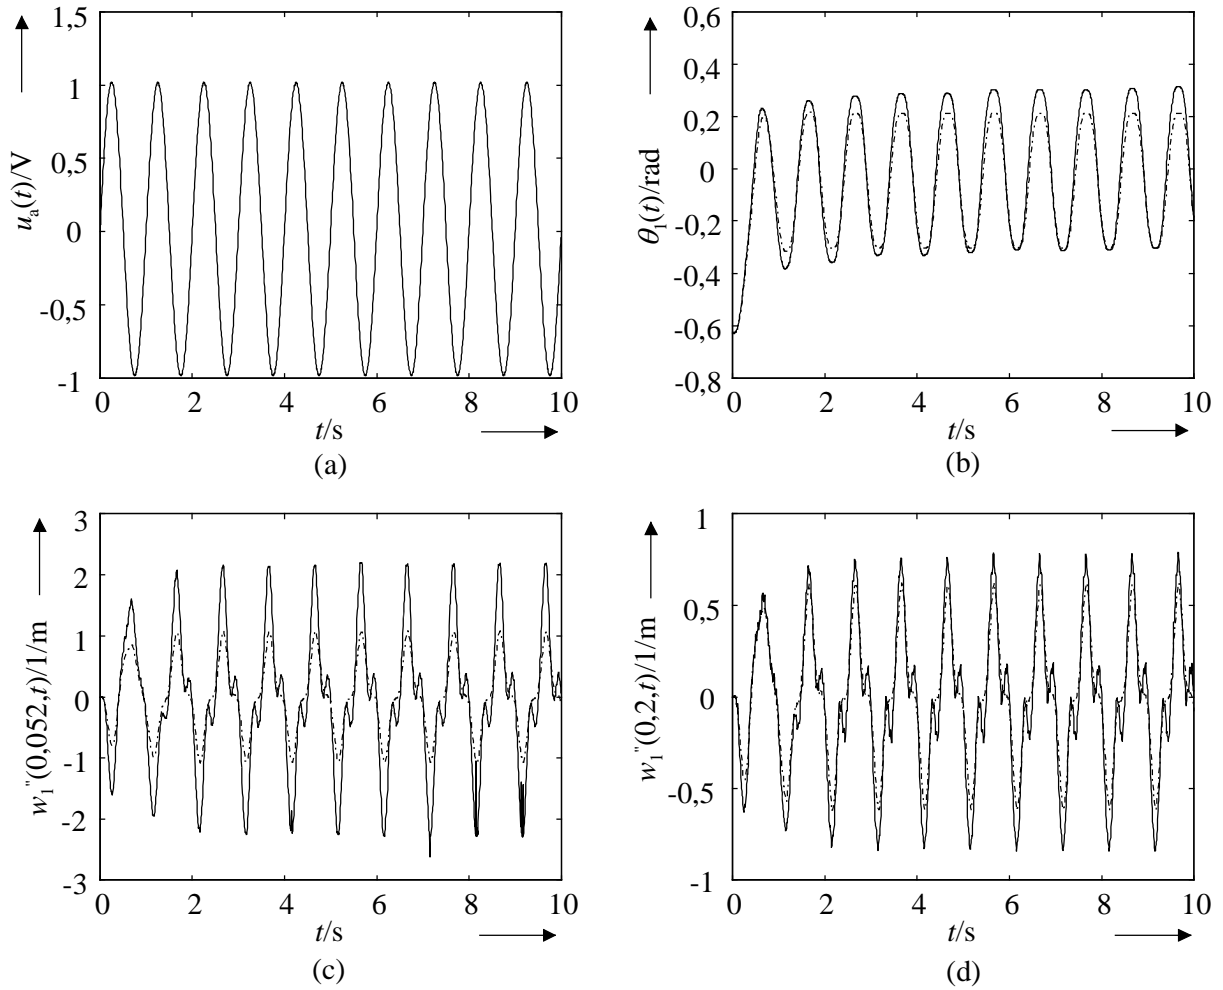 1,5
1
0,5
0
-0,5
-1
u_a(t)/V
0 2 4 6 8 10
t/s
(a)
0,6
0,4
0,2
0
-0,2
-0,4
-0,6
-0,8
θ_1(t)/rad
0 2 4 6 8 10
t/s
(b)
3
2
1
0
-1
-2
-3
w_1"(0,052,t)/1/m
0 2 4 6 8 10
t/s
(c)
1
0,5
0
-0,5
-1
w_1"(0,2,t)/1/m
0 2 4 6 8 10
t/s
(d)